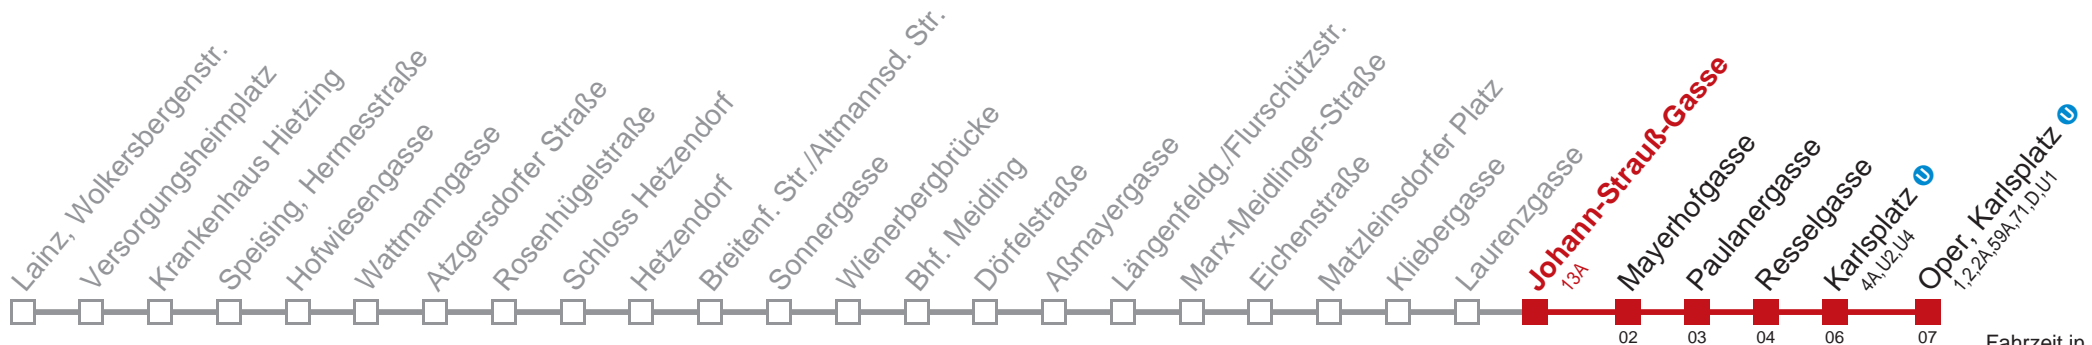 Lainz, Wolkersbergenstr.
Versorgungsheimplatz
Krankenhaus Hietzing
Speising, Hermesstraße
Hofwiesengasse
Wattmanngasse
Atzgersdorfer Straße
Rosenhügelstraße
Schloss Hetzendorf
Hetzendorf
Breitenf. Str./Altmannsd. Str.
Sonnergasse
Wienerbergbrücke
Bhf. Meidling
Dörfelstraße
Aßmayergasse
Längenfeldg./Flurschützstr.
Marx-Meidlinger-Straße
Eichenstraße
Matzleinsdorfer Platz
Kliebergasse
Laurenzgasse
Johann-Strauß-Gasse
13A
Mayerhofgasse
Paulanergasse
Resselgasse
Karlsplatz U
4A, U2,U4
Oper, Karlsplatz U
1,2,2A,59A,71,D,U1
02 03 04 06 07
Fahrzeit in